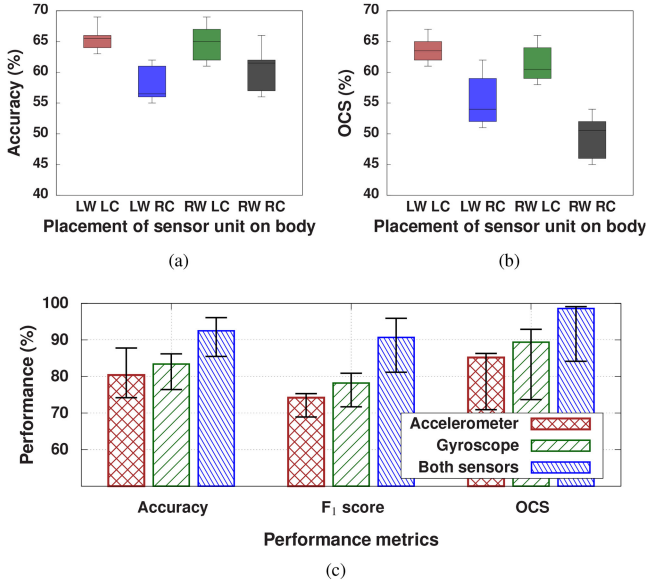 70
65
60
55
50
45
40
Accuracy (%)
LW LC LW RC RW LC RW RC
Placement of sensor unit on body
(a)
70
65
60
55
50
45
40
OCS (%)
LW LC LW RC RW LC RW RC
Placement of sensor unit on body
(b)
100
90
80
70
60
Performance (%)
Accelerometer
Gyroscope
Both sensors
Accuracy F₁ score OCS
Performance metrics
(c)